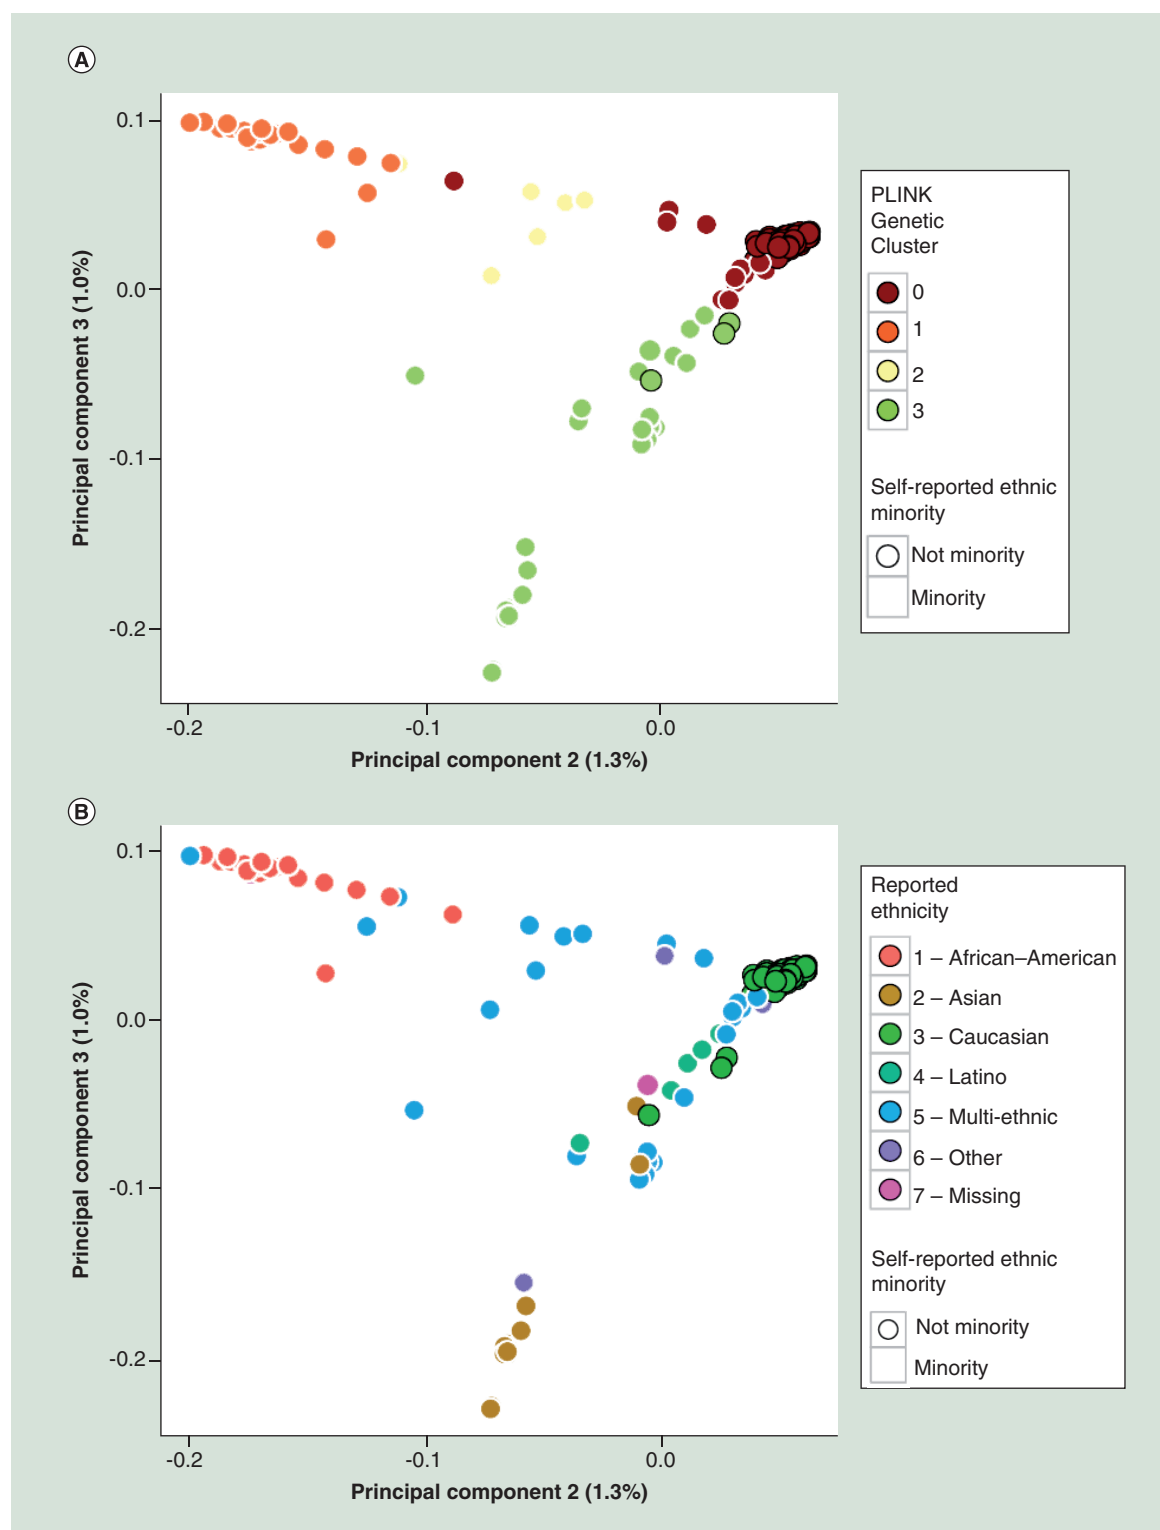 A
0.1
0.0
-0.1
-0.2
-0.2
-0.1
0.0
Principal component 3 (1.0%)
Principal component 2 (1.3%)
PLINK
Genetic
Cluster
0
1
2
3
Self-reported ethnic
minority
Not minority
Minority
B
0.1
0.0
-0.1
-0.2
-0.2
-0.1
0.0
Principal component 3 (1.0%)
Principal component 2 (1.3%)
Reported
ethnicity
1 – African–American
2 – Asian
3 – Caucasian
4 – Latino
5 – Multi-ethnic
6 – Other
7 – Missing
Self-reported ethnic
minority
Not minority
Minority